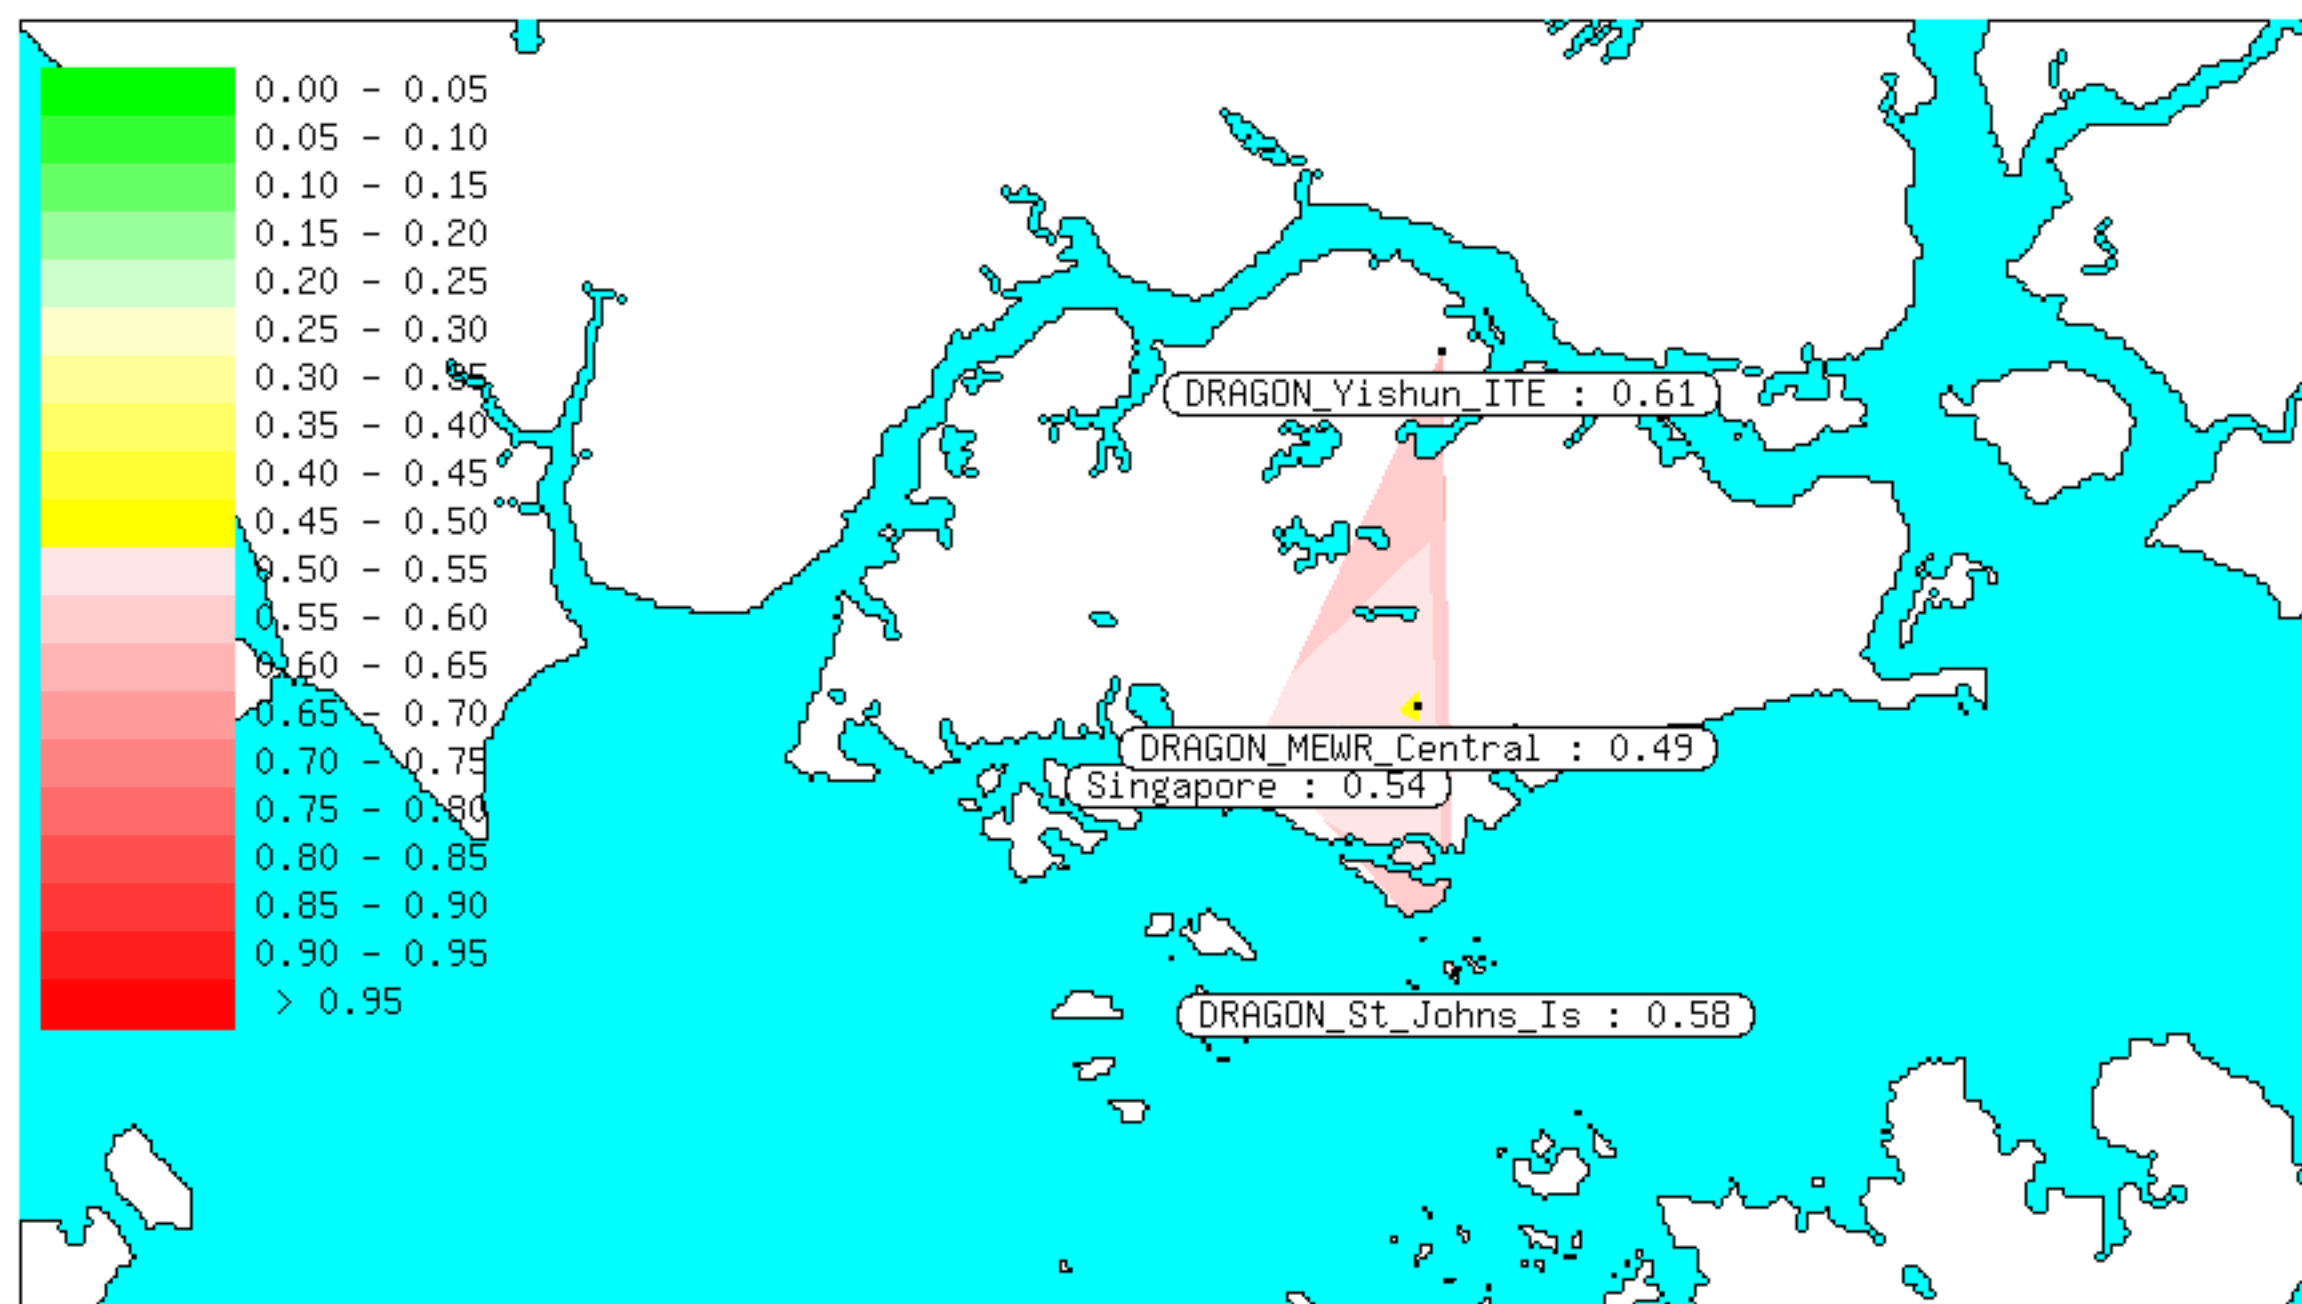 0.00 - 0.05
0.05 - 0.10
0.10 - 0.15
0.15 - 0.20
0.20 - 0.25
0.25 - 0.30
0.30 - 0.35
0.35 - 0.40
0.40 - 0.45
0.45 - 0.50
0.50 - 0.55
0.55 - 0.60
0.60 - 0.65
0.65 - 0.70
0.70 - 0.75
0.75 - 0.80
0.80 - 0.85
0.85 - 0.90
0.90 - 0.95
> 0.95
DRAGON_Yishun_ITE : 0.61
DRAGON_MEWR_Central : 0.49
Singapore : 0.54
DRAGON_St_Johns_Is : 0.58